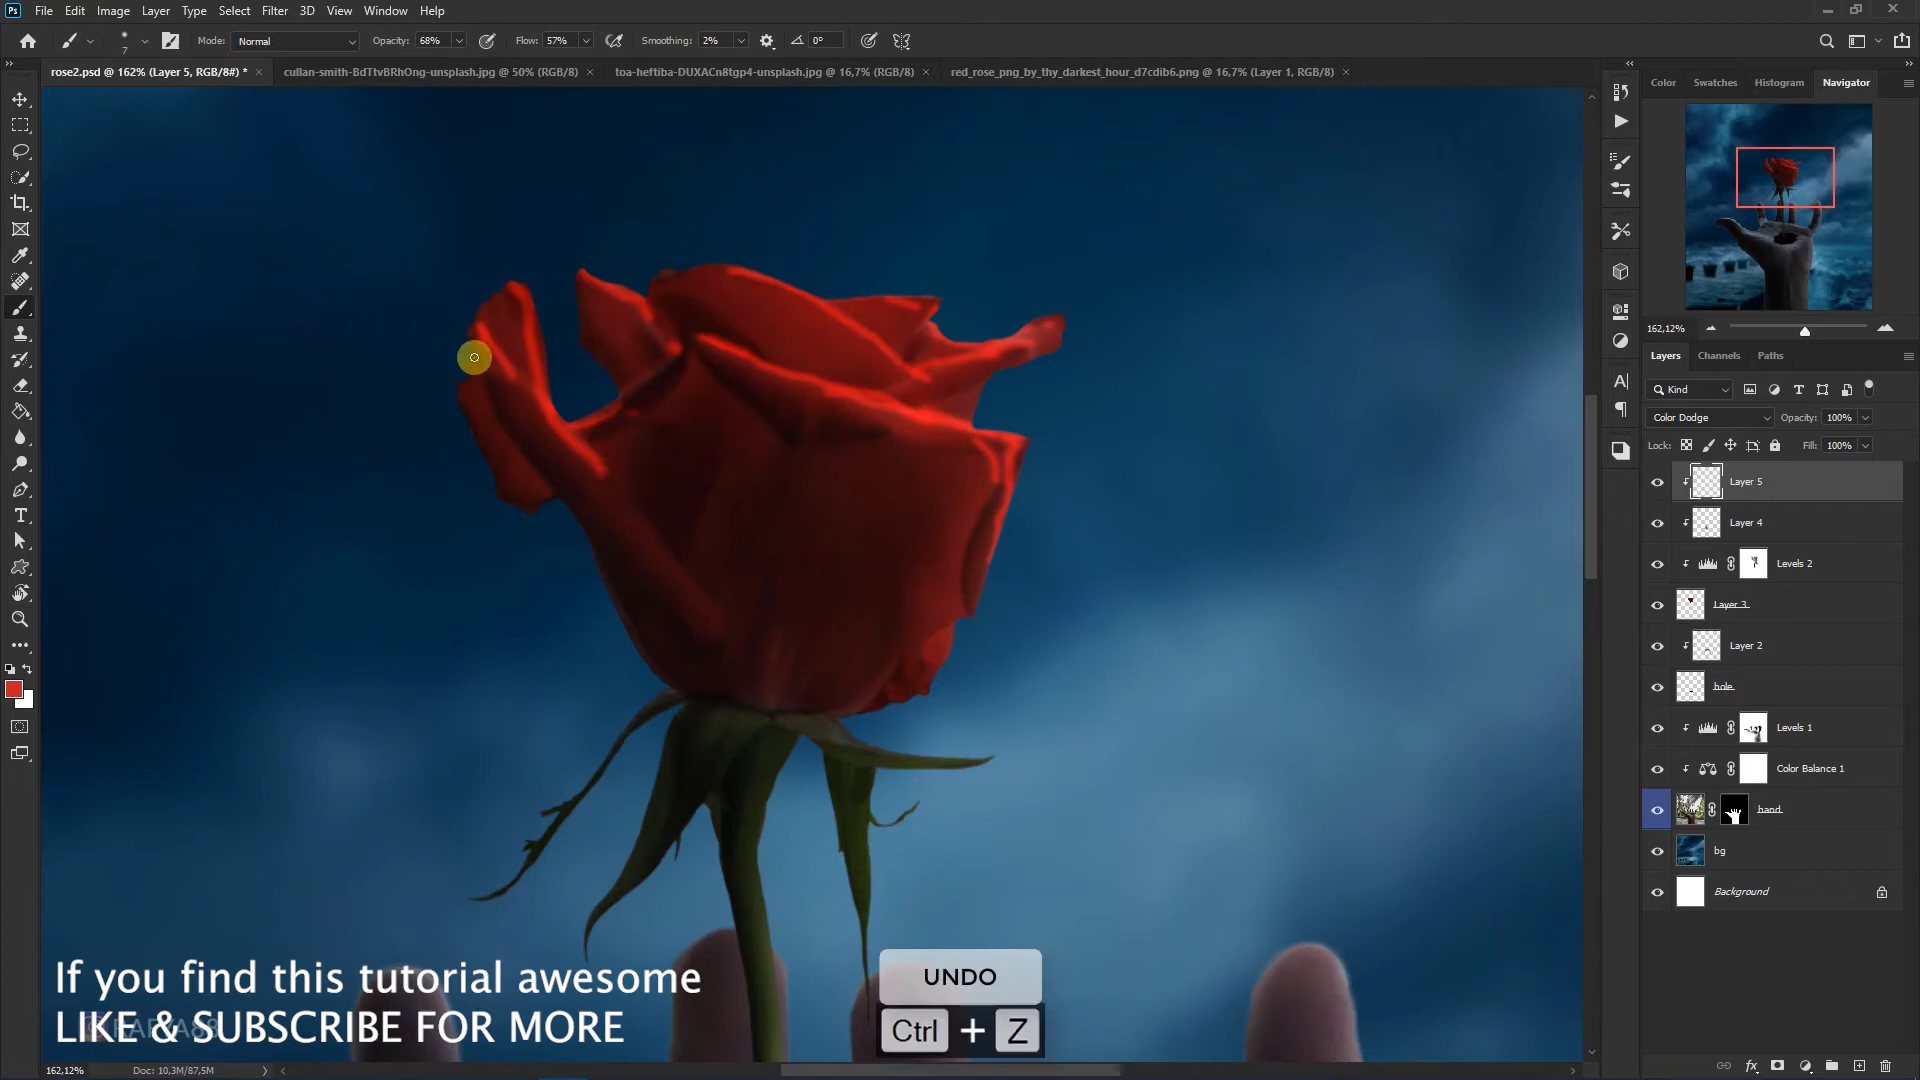 Ps File Edit Image Layer Type Select Filter 3D View Window Help
7 Mode: Normal Opacity: 68% Flow: 57% Smoothing: 2% 0°
rose2.psd @ 162% (Layer 5, RGB/8#) * cullan-smith-BdTtvBRhOng-unsplash.jpg @ 50% (RGB/8) toa-heftiba-DUXACn8tgp4-unsplash.jpg @ 16,7% (RGB/8) red_rose_png_by_thy_darkest_hour_d7cdib6.png @ 16,7% (Layer 1, RGB/8)
Color Swatches Histogram Navigator
162,12%
Layers Channels Paths
Kind
Color Dodge Opacity: 100%
Lock: Fill: 100%
Layer 5
Layer 4
Levels 2
Layer 3
Layer 2
hole
Levels 1
Color Balance 1
hand
bg
Background
If you find this tutorial awesome
LIKE & SUBSCRIBE FOR MORE
UNDO
Ctrl + Z
162,12% Doc: 10,3M/87,5M